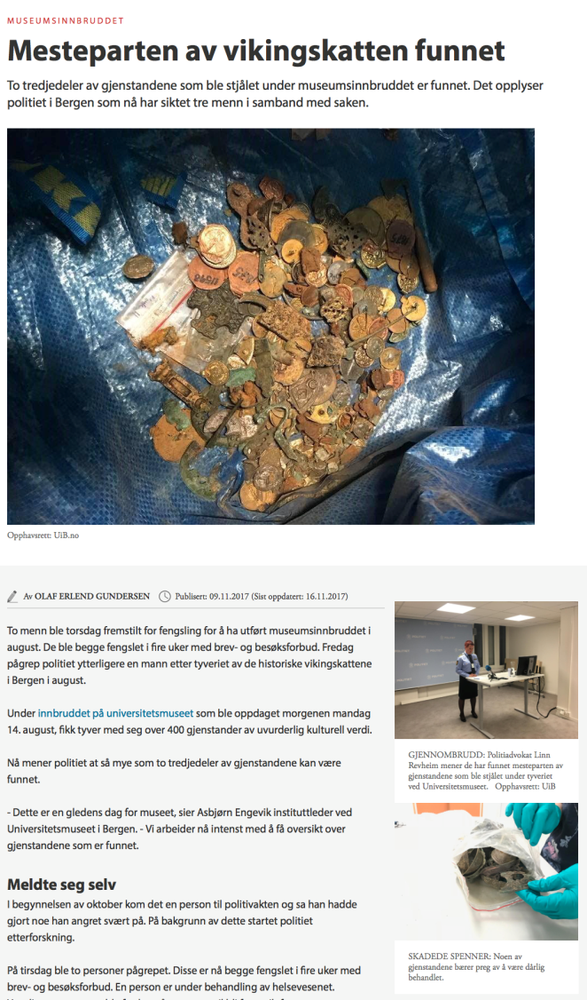 MUSEUMSINNBRUDDET
Mesteparten av vikingskatten funnet
To tredjedeler av gjenstandene som ble stjålet under museumsinnbruddet er funnet. Det opplyser
politiet i Bergen som nå har siktet tre menn i samband med saken.
Opphavsrett: UiB.no
Av OLAF ERLEND GUNDERSEN Publisert: 09.11.2017 (Sist oppdatert: 16.11.2017)
To menn ble torsdag fremstilt for fengsling for å ha utført museumsinnbruddet i
august. De ble begge fengslet i fire uker med brev- og besøksforbud. Fredag
pågrep politiet ytterligere en mann etter tyveriet av de historiske vikingskattene
i Bergen i august.
Under innbruddet på universitetsmuseet som ble oppdaget morgenen mandag
14. august, fikk tyver med seg over 400 gjenstander av uvurderlig kulturell verdi.
Nå mener politiet at så mye som to tredjedeler av gjenstandene kan være
funnet.
- Dette er en gledens dag for museet, sier Asbjørn Engevik instituttleder ved
Universitetsmuseet i Bergen. - Vi arbeider nå intenst med å få oversikt over
gjenstandene som er funnet.
Meldte seg selv
I begynnelsen av oktober kom det en person til politivakten og sa han hadde
gjort noe han angret svært på. På bakgrunn av dette startet politiet
etterforskning.
På tirsdag ble to personer pågrepet. Disse er nå begge fengslet i fire uker med
brev- og besøksforbud. En person er under behandling av helsevesenet.
GJENNOMBRUDD: Politiadvokat Linn
Revheim mener de har funnet mesteparten av
gjenstandene som ble stjålet under tyveriet
ved Universitetsmuseet. Opphavsrett: UiB
SKADEDE SPENNER: Noen av
gjenstandene bærer preg av å være dårlig
behandlet.